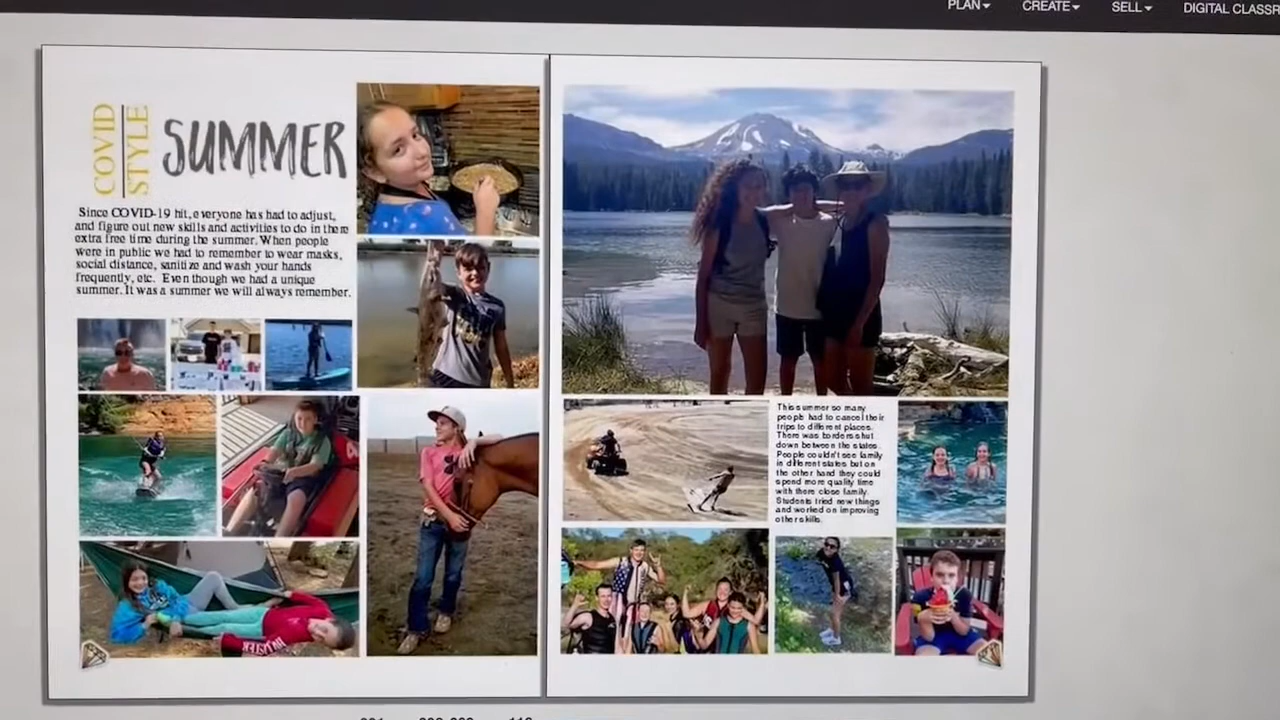 PLAN
CREATE
SELL
DIGITAL CLASSR
COVID
STYLE
SUMMER
Since COVID-19 hit, everyone has had to adjust,
and figure out new skills and activities to do in there
extra free time during the summer. When people
were in public we had to remember to wear masks,
social distance, sanitize and wash your hands
frequently, etc. Even though we had a unique
summer. It was a summer we will always remember.
This summer so many
people had to cancel their
trips to different places.
There was borders shut
down between the states.
People couldn't see family
in different states but on
the other hand they could
spend more quality time
with there close family.
Students tried new things
and worked on improving
other skills.